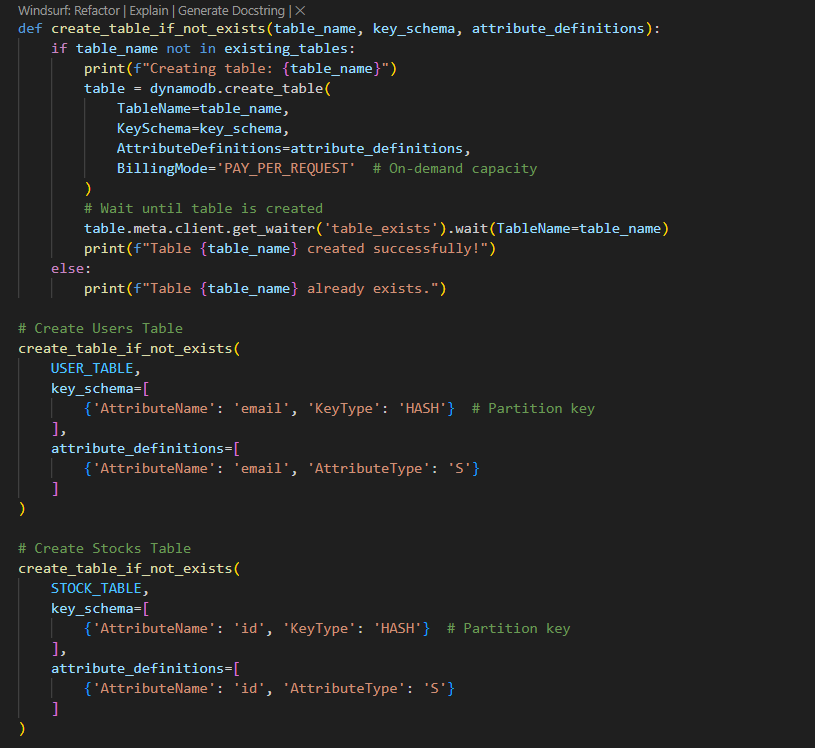 Windsurf: Refactor | Explain | Generate Docstring | ×
def create_table_if_not_exists(table_name, key_schema, attribute_definitions):
    if table_name not in existing_tables:
        print(f"Creating table: {table_name}")
        table = dynamodb.create_table(
            TableName=table_name,
            KeySchema=key_schema,
            AttributeDefinitions=attribute_definitions,
            BillingMode='PAY_PER_REQUEST'  # On-demand capacity
        )
        # Wait until table is created
        table.meta.client.get_waiter('table_exists').wait(TableName=table_name)
        print(f"Table {table_name} created successfully!")
    else:
        print(f"Table {table_name} already exists.")

# Create Users Table
create_table_if_not_exists(
    USER_TABLE,
    key_schema=[
        {'AttributeName': 'email', 'KeyType': 'HASH'}  # Partition key
    ],
    attribute_definitions=[
        {'AttributeName': 'email', 'AttributeType': 'S'}
    ]
)

# Create Stocks Table
create_table_if_not_exists(
    STOCK_TABLE,
    key_schema=[
        {'AttributeName': 'id', 'KeyType': 'HASH'}  # Partition key
    ],
    attribute_definitions=[
        {'AttributeName': 'id', 'AttributeType': 'S'}
    ]
)